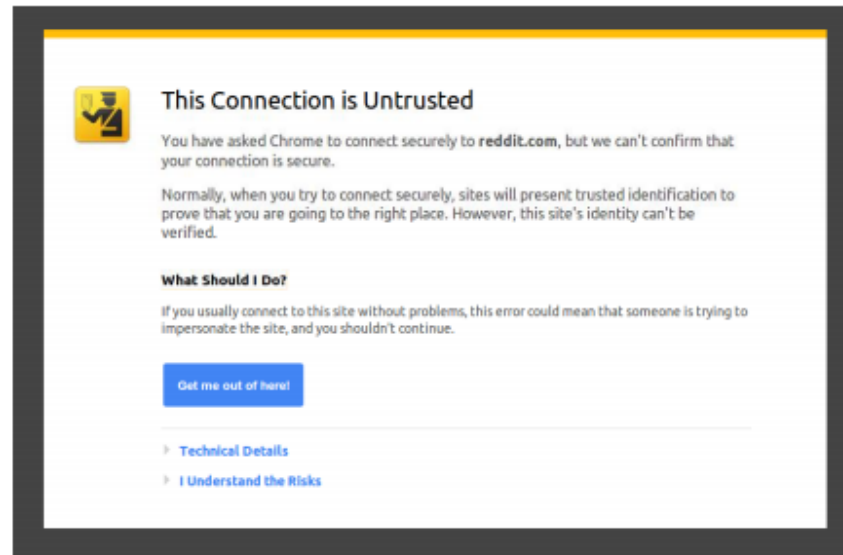 This Connection is Untrusted
You have asked Chrome to connect securely to reddit.com, but we can't confirm that
your connection is secure.
Normally, when you try to connect securely, sites will present trusted identification to
prove that you are going to the right place. However, this site's identity can't be
verified.
What Should I Do?
If you usually connect to this site without problems, this error could mean that someone is trying to
impersonate the site, and you shouldn't continue.
Get me out of here!
Technical Details
I Understand the Risks